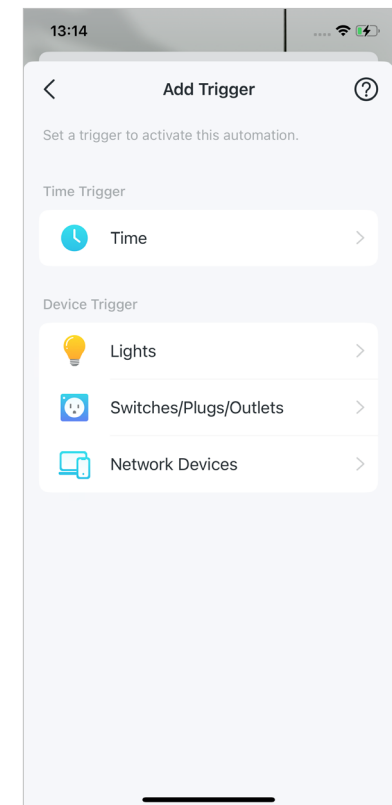 13:14
Add Trigger
Set a trigger to activate this automation.
Time Trigger
Time
Device Trigger
Lights
Switches/Plugs/Outlets
Network Devices